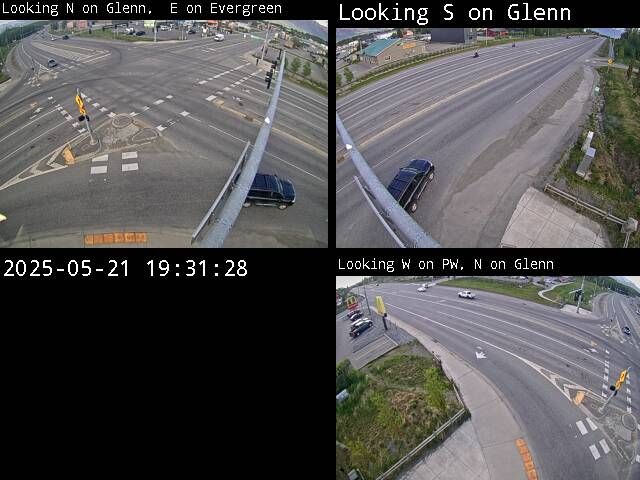 Looking N on Glenn,  E on Evergreen
Looking S on Glenn
2025-05-21 19:31:28
Looking W on PW, N on Glenn